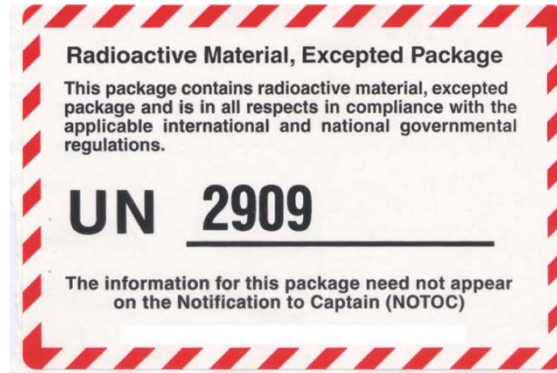 Radioactive Material, Excepted Package
This package contains radioactive material, excepted
package and is in all respects in compliance with the
applicable international and national governmental
regulations.
UN 2909
The information for this package need not appear
on the Notification to Captain (NOTOC)